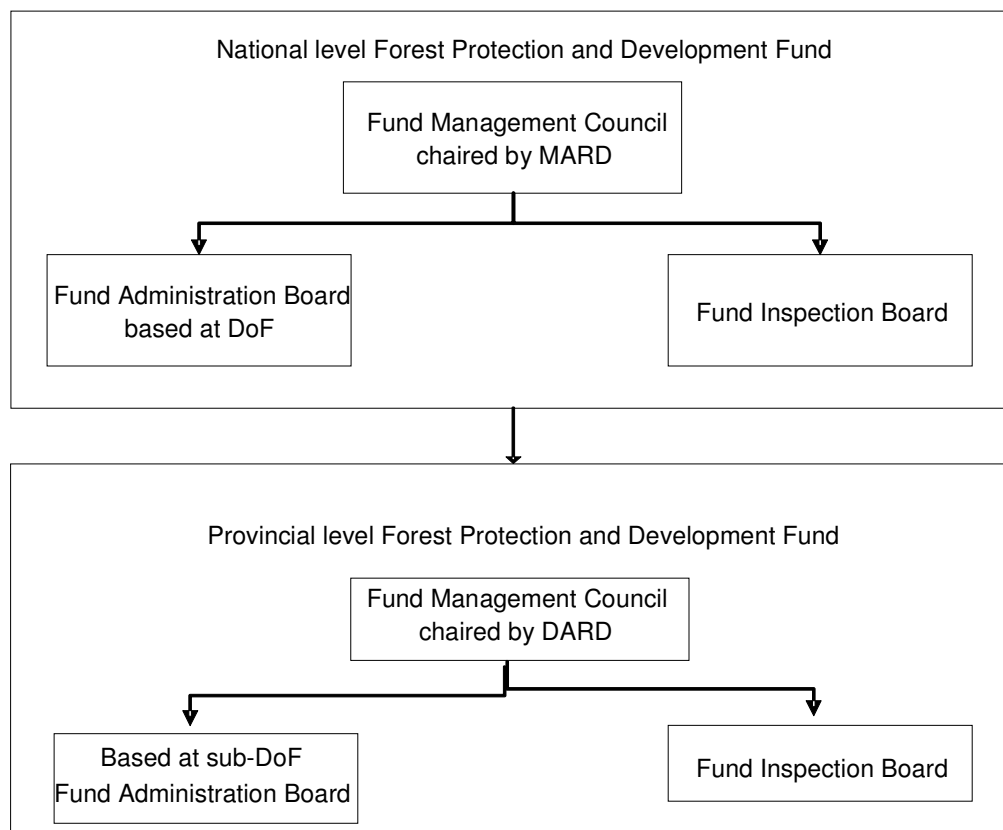 National level Forest Protection and Development Fund
Fund Management Council
chaired by MARD
Fund Administration Board
based at DoF
Fund Inspection Board
Provincial level Forest Protection and Development Fund
Fund Management Council
chaired by DARD
Based at sub-DoF
Fund Administration Board
Fund Inspection Board